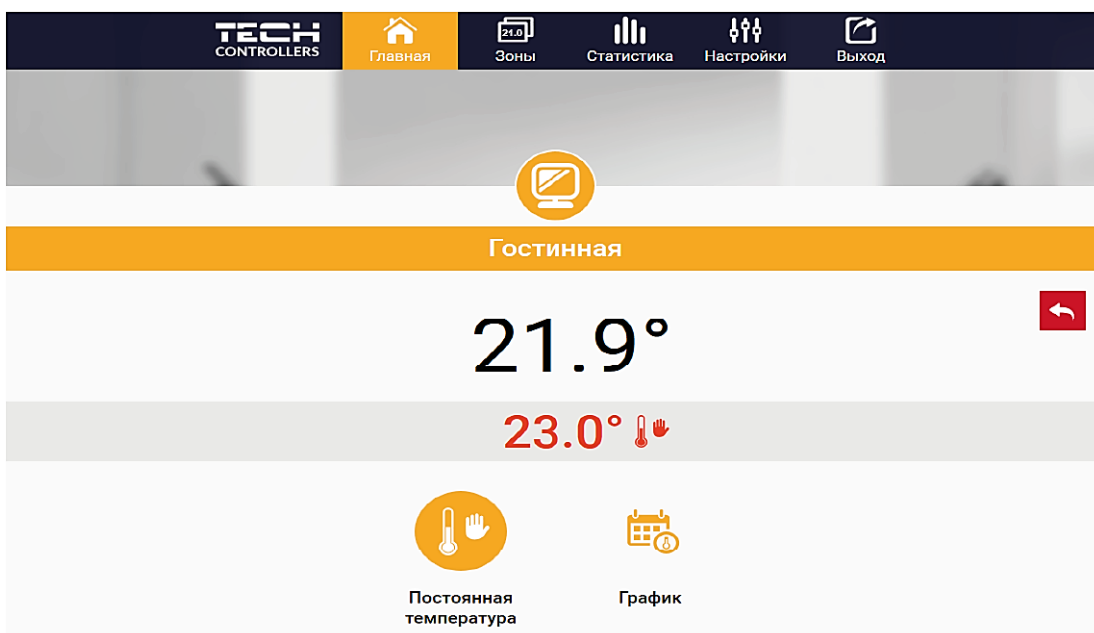 TECH
CONTROLLERS
Главная
21.0
Зоны
Статистика
Настройки
Выход
Гостинная
21.9°
23.0°
Постоянная
температура
График